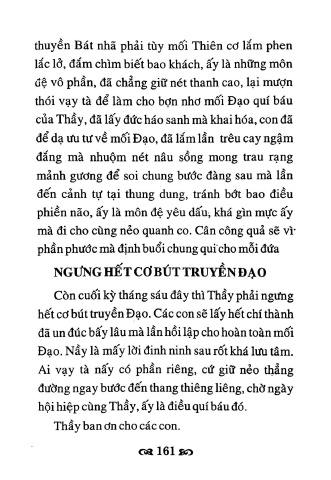 thuyền Bát nhã phải tùy mối Thiên cơ lắm phen
lắc lở, đắm chìm biết bao khách, ấy là những môn
đệ vô phần, đã chẳng giữ nét thanh cao, lại mượn
thói vạy tà để làm cho bợn nhơ mối Đạo quí báu
của Thầy, đã lấy đức háo sanh mà khai hóa, con đã
để dạ ưu tư về mối Đạo, đã lắm lần trêu cay ngậm
đắng mà nhuộm nét nâu sồng mong trau rạng
mảnh gương để soi chung bước đàng sau mà lần
đến cảnh tự tại thung dung, tránh bớt bao điều
phiền não, ấy là môn đệ yêu dấu, khá gìn mực ấy
mà đi cho cùng nẻo quanh co. Cân công quả sẽ vì
phần phước mà định buổi chung qui cho mỗi đứa
NGƯNG HẾT CƠ BÚT TRUYỀN ĐẠO
Còn cuối kỳ tháng sáu đây thì Thầy phải ngưng
hết cơ bút truyền Đạo. Các con sẽ lấy hết chí thành
đã un đúc bấy lâu mà lần hồi lập cho hoàn toàn mối
Đạo. Nầy là mấy lời đinh ninh sau rốt khá lưu tâm.
Ai vạy tà nấy có phần riêng, cứ giữ nẻo thẳng
đường ngay bước đến thang thiêng liêng, chờ ngày
hội hiệp cùng Thầy, ấy là điều quí báu đó.
Thầy ban ơn cho các con.
161